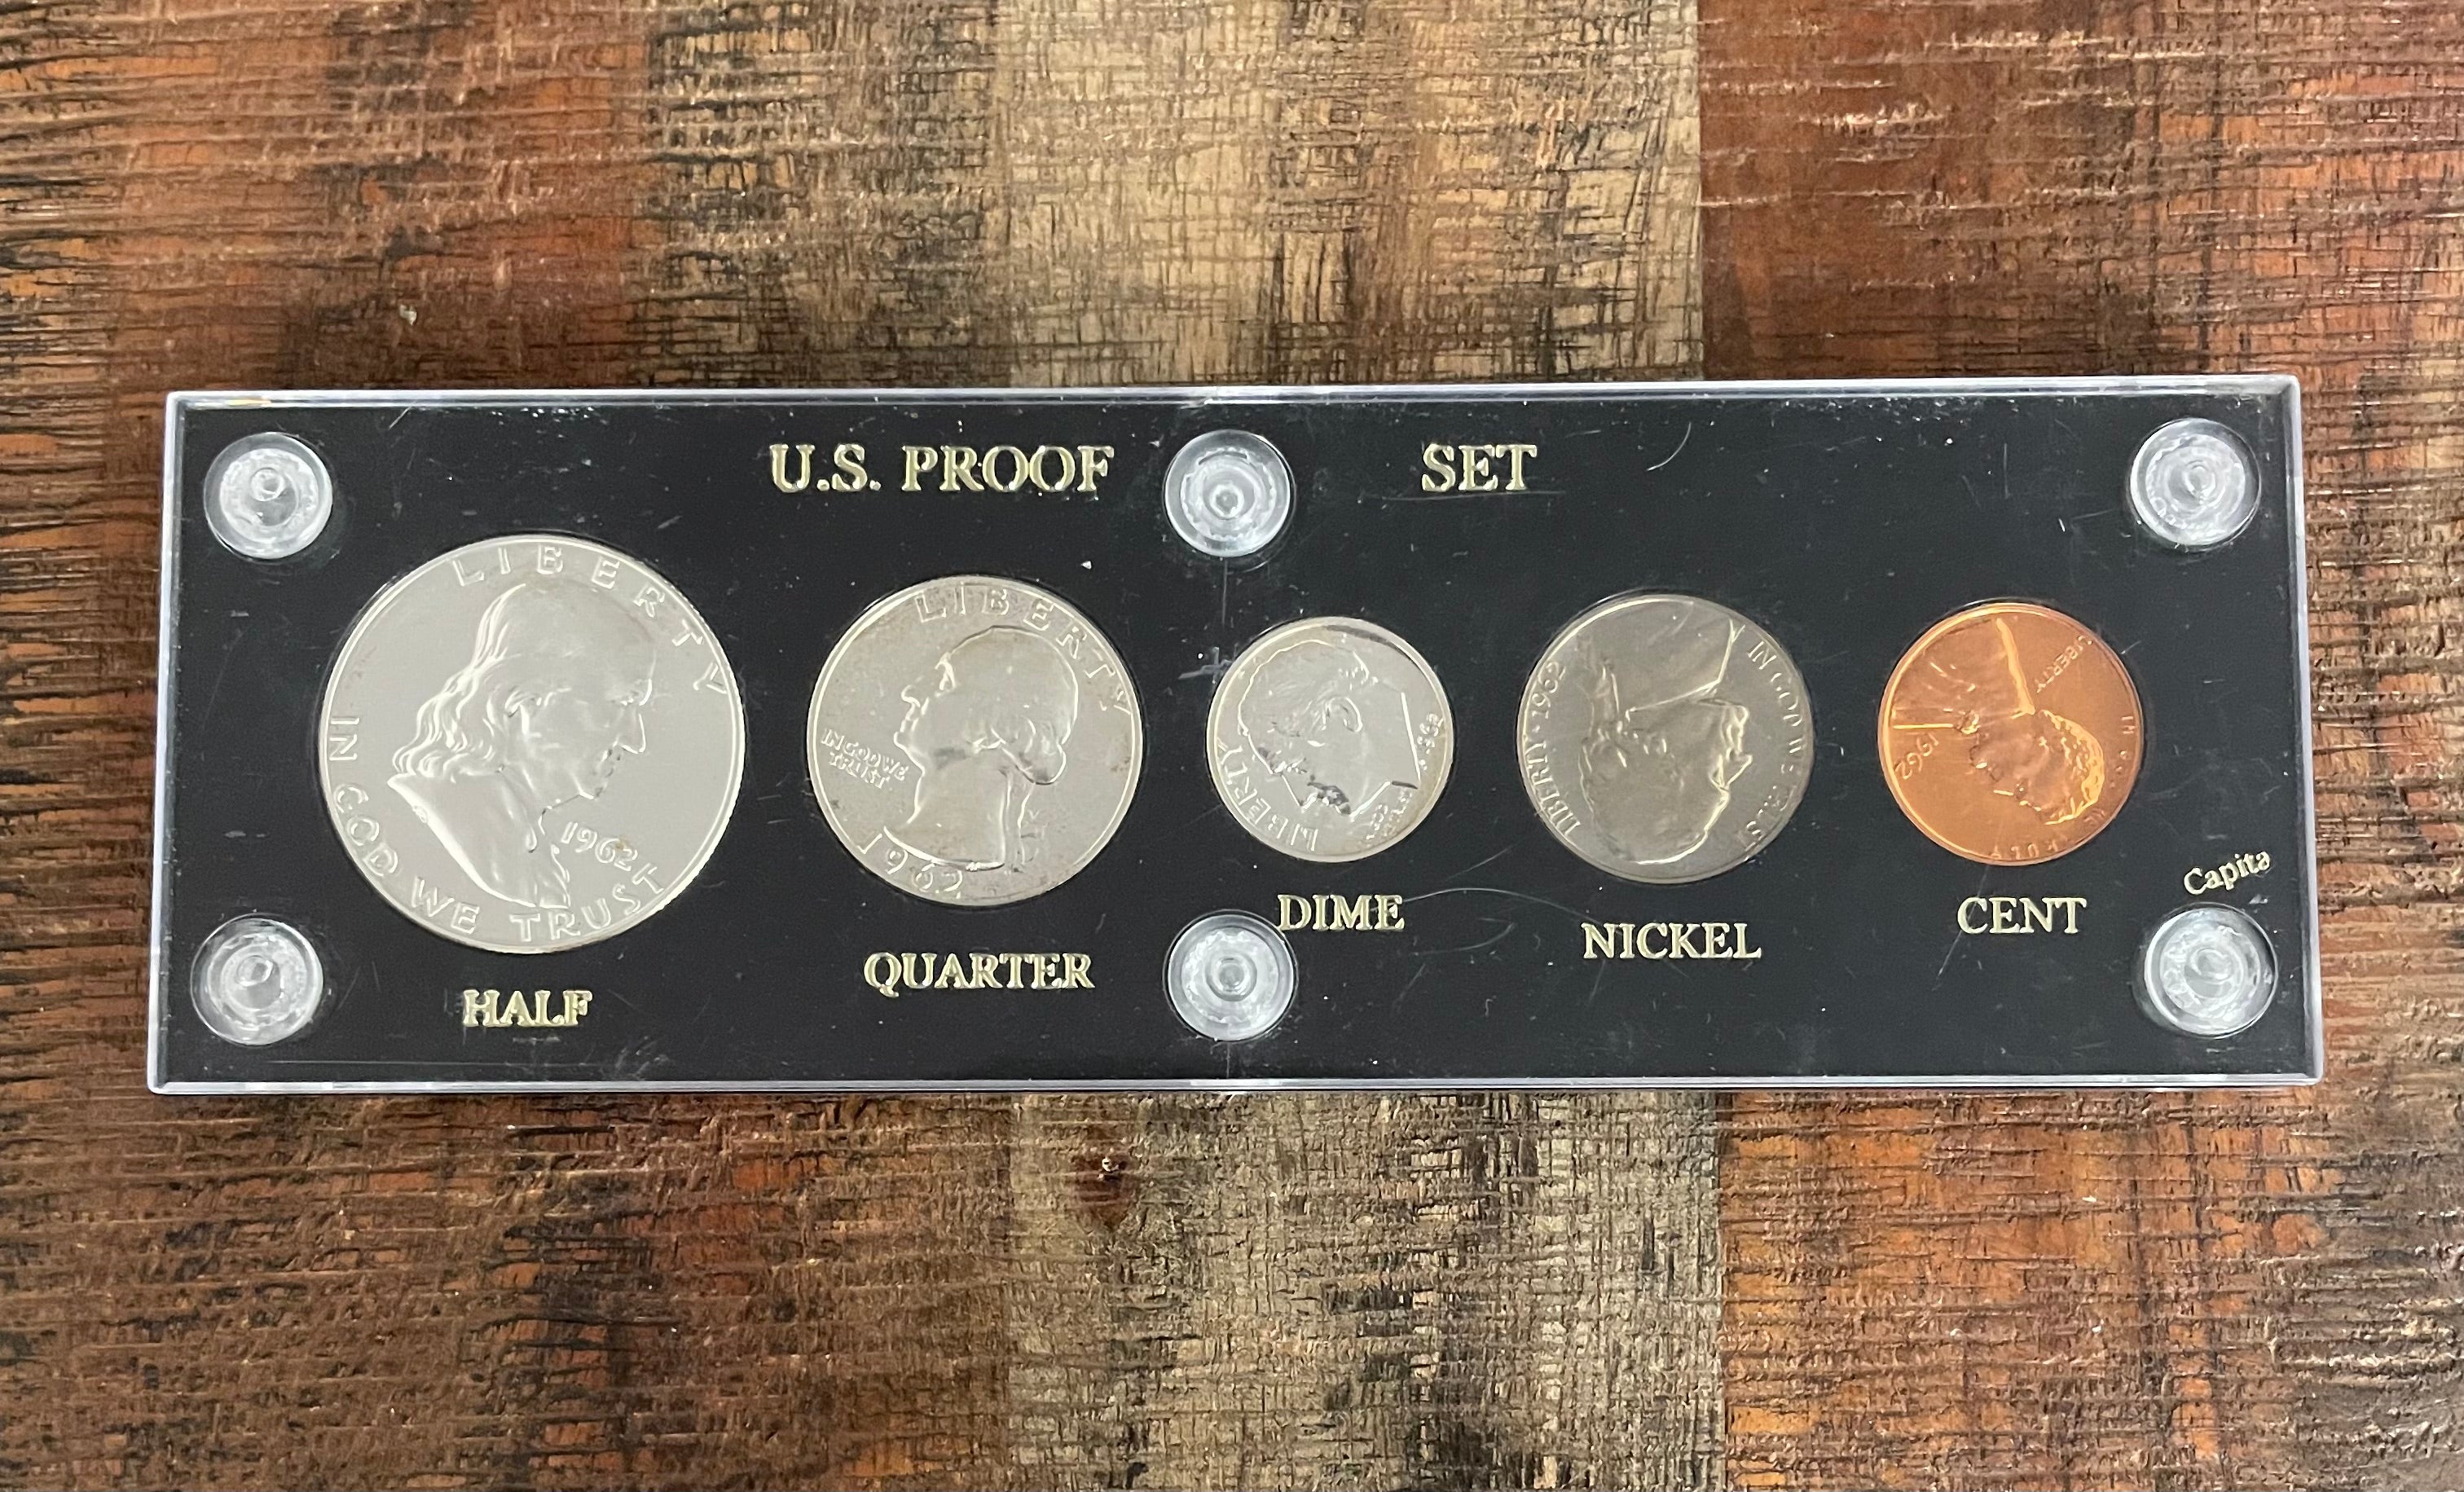 U.S. PROOF SET
LIBERTY
IN GOD WE TRUST
1962
HALF
LIBERTY
IN GOD WE
TRUST
1962
QUARTER
LIBERTY
DIME
LIBERTY · 1962
IN GOD WE TRUST
NICKEL
LIBERTY
1962
CENT
Capita